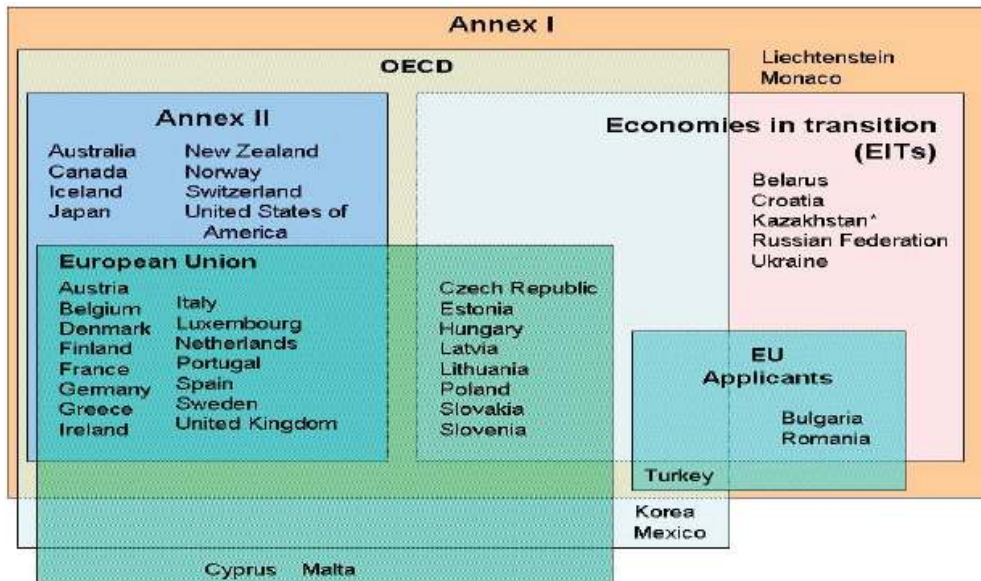 Annex I
OECD
Liechtenstein
Monaco
Annex II
Australia
Canada
Iceland
Japan
New Zealand
Norway
Switzerland
United States of
America
Economies in transition
(EITs)
Belarus
Croatia
Kazakhstan*
Russian Federation
Ukraine
European Union
Austria
Belgium
Denmark
Finland
France
Germany
Greece
Ireland
Italy
Luxembourg
Netherlands
Portugal
Spain
Sweden
United Kingdom
Czech Republic
Estonia
Hungary
Latvia
Lithuania
Poland
Slovakia
Slovenia
EU
Applicants
Bulgaria
Romania
Turkey
Korea
Mexico
Cyprus Malta